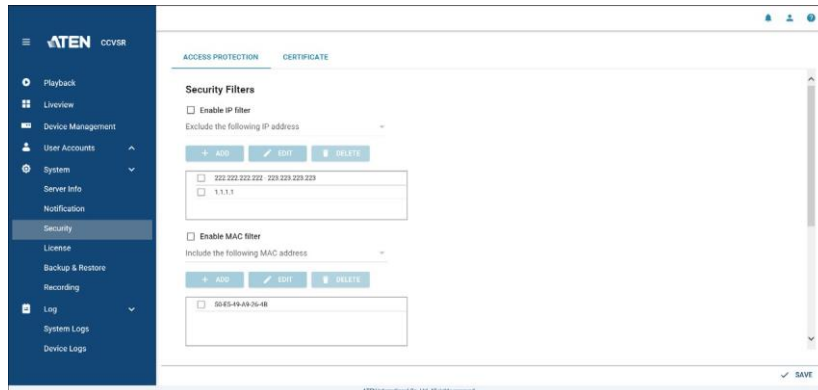 ATEN CCVSR
Playback
Liveview
Device Management
User Accounts
System
Server Info
Notification
Security
License
Backup & Restore
Recording
Log
System Logs
Device Logs
ACCESS PROTECTION CERTIFICATE
Security Filters
Enable IP filter
Exclude the following IP address
+ ADD EDIT DELETE
222.222.222.222 - 223.223.223.223
1.1.1.1
Enable MAC filter
Include the following MAC address
+ ADD EDIT DELETE
50-E5-49-A9-26-4B
SAVE